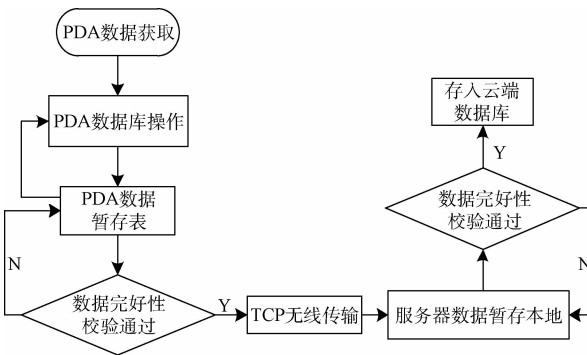 PDA数据获取
PDA数据库操作
PDA数据
暂存表
N
数据完好性
校验通过
Y
TCP无线传输
服务器数据暂存本地
N
数据完好性
校验通过
Y
存入云端
数据库